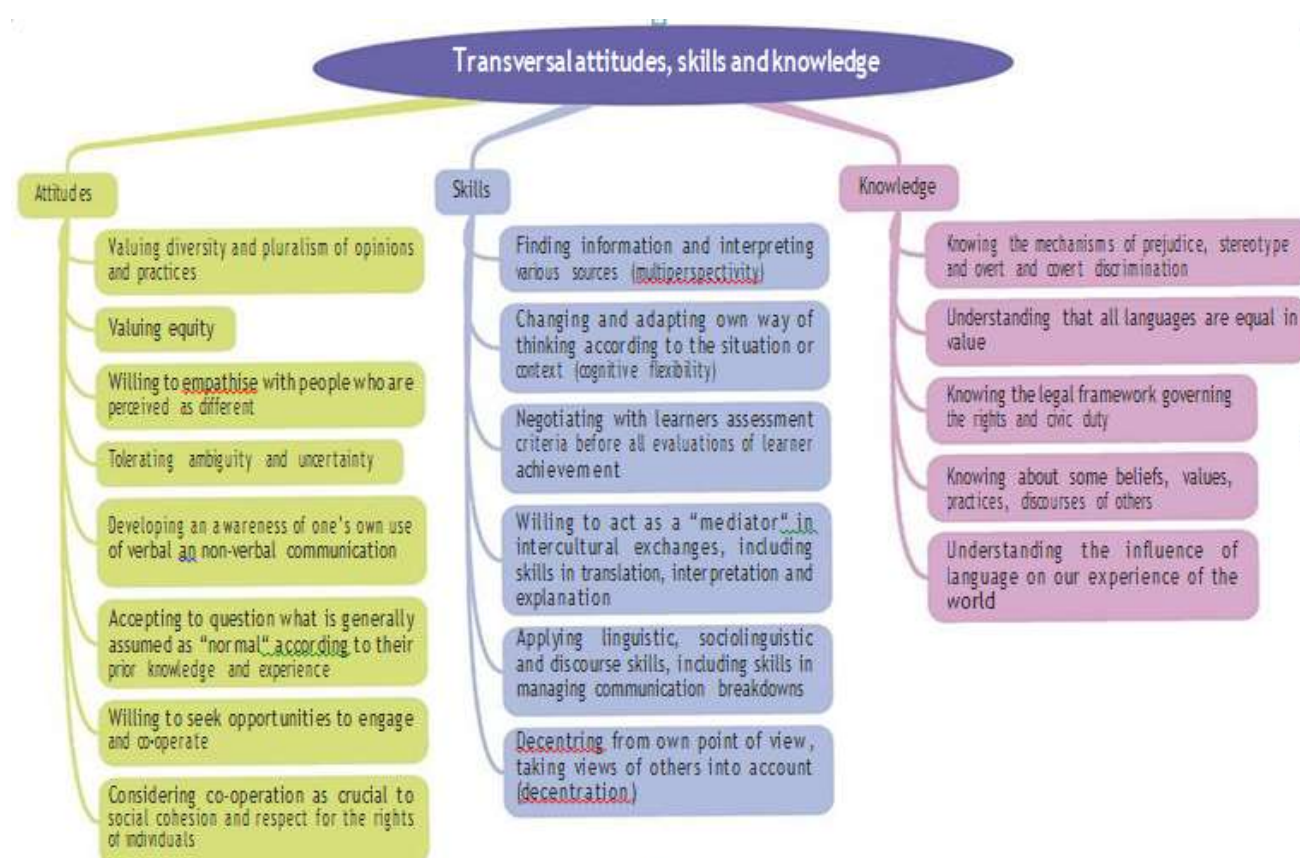 Transversal attitudes, skills and knowledge
Attitudes
Valuing diversity and pluralism of opinions
and practices
Valuing equity
Willing to empathise with people who are
perceived as different
Tolerating ambiguity and uncertainty
Developing an awareness of one's own use
of verbal an non-verbal communication
Accepting to question what is generally
assumed as "normal" according to their
prior knowledge and experience
Willing to seek opportunities to engage
and co-operate
Considering co-operation as crucial to
social cohesion and respect for the rights
of individuals
Skills
Finding information and interpreting
various sources (multiperspectivity)
Changing and adapting own way of
thinking according to the situation or
context (cognitive flexibility)
Negotiating with learners assessment
criteria before all evaluations of learner
achievement
Willing to act as a "mediator" in
intercultural exchanges, including
skills in translation, interpretation and
explanation
Applying linguistic, sociolinguistic
and discourse skills, including skills in
managing communication breakdowns
Decentring from own point of view,
taking views of others into account
(decentration)
Knowledge
Knowing the mechanisms of prejudice, stereotype
and overt and covert discrimination
Understanding that all languages are equal in
value
Knowing the legal framework governing
the rights and civic duty
Knowing about some beliefs, values,
practices, discourses of others
Understanding the influence of
language on our experience of the
world